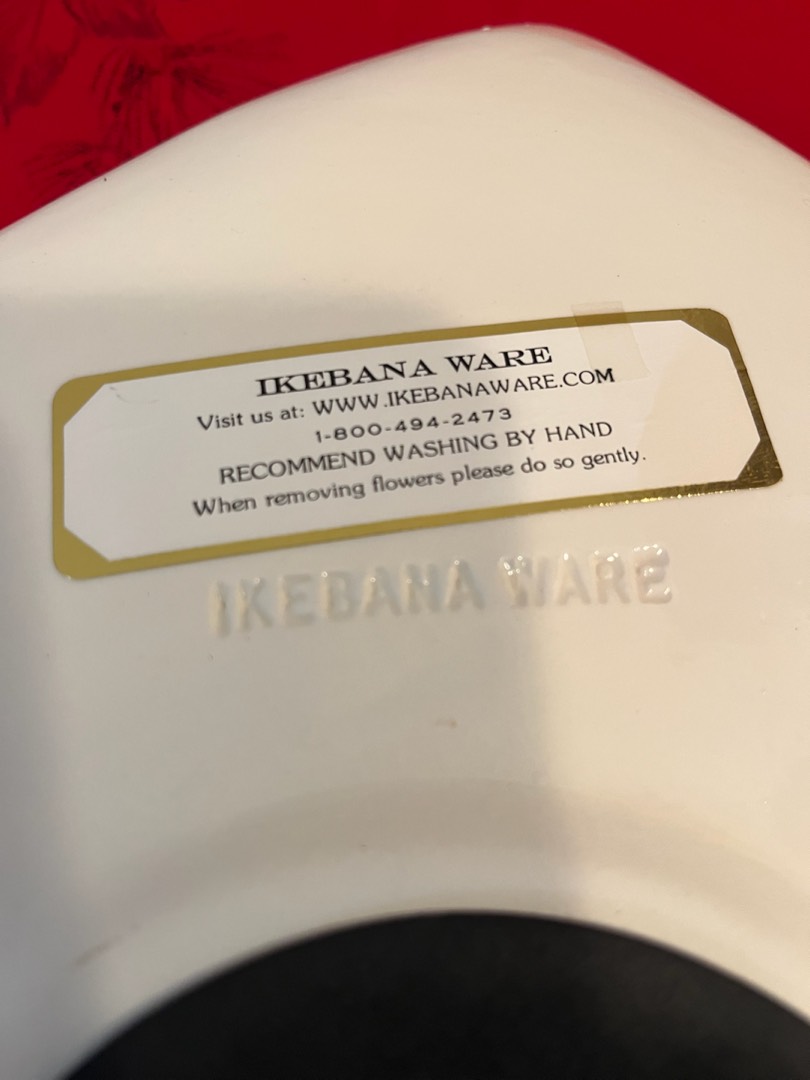 IKEBANA WARE
Visit us at: WWW.IKEBANAWARE.COM
1-800-494-2473
RECOMMEND WASHING BY HAND
When removing flowers please do so gently.
IKEBANA WARE